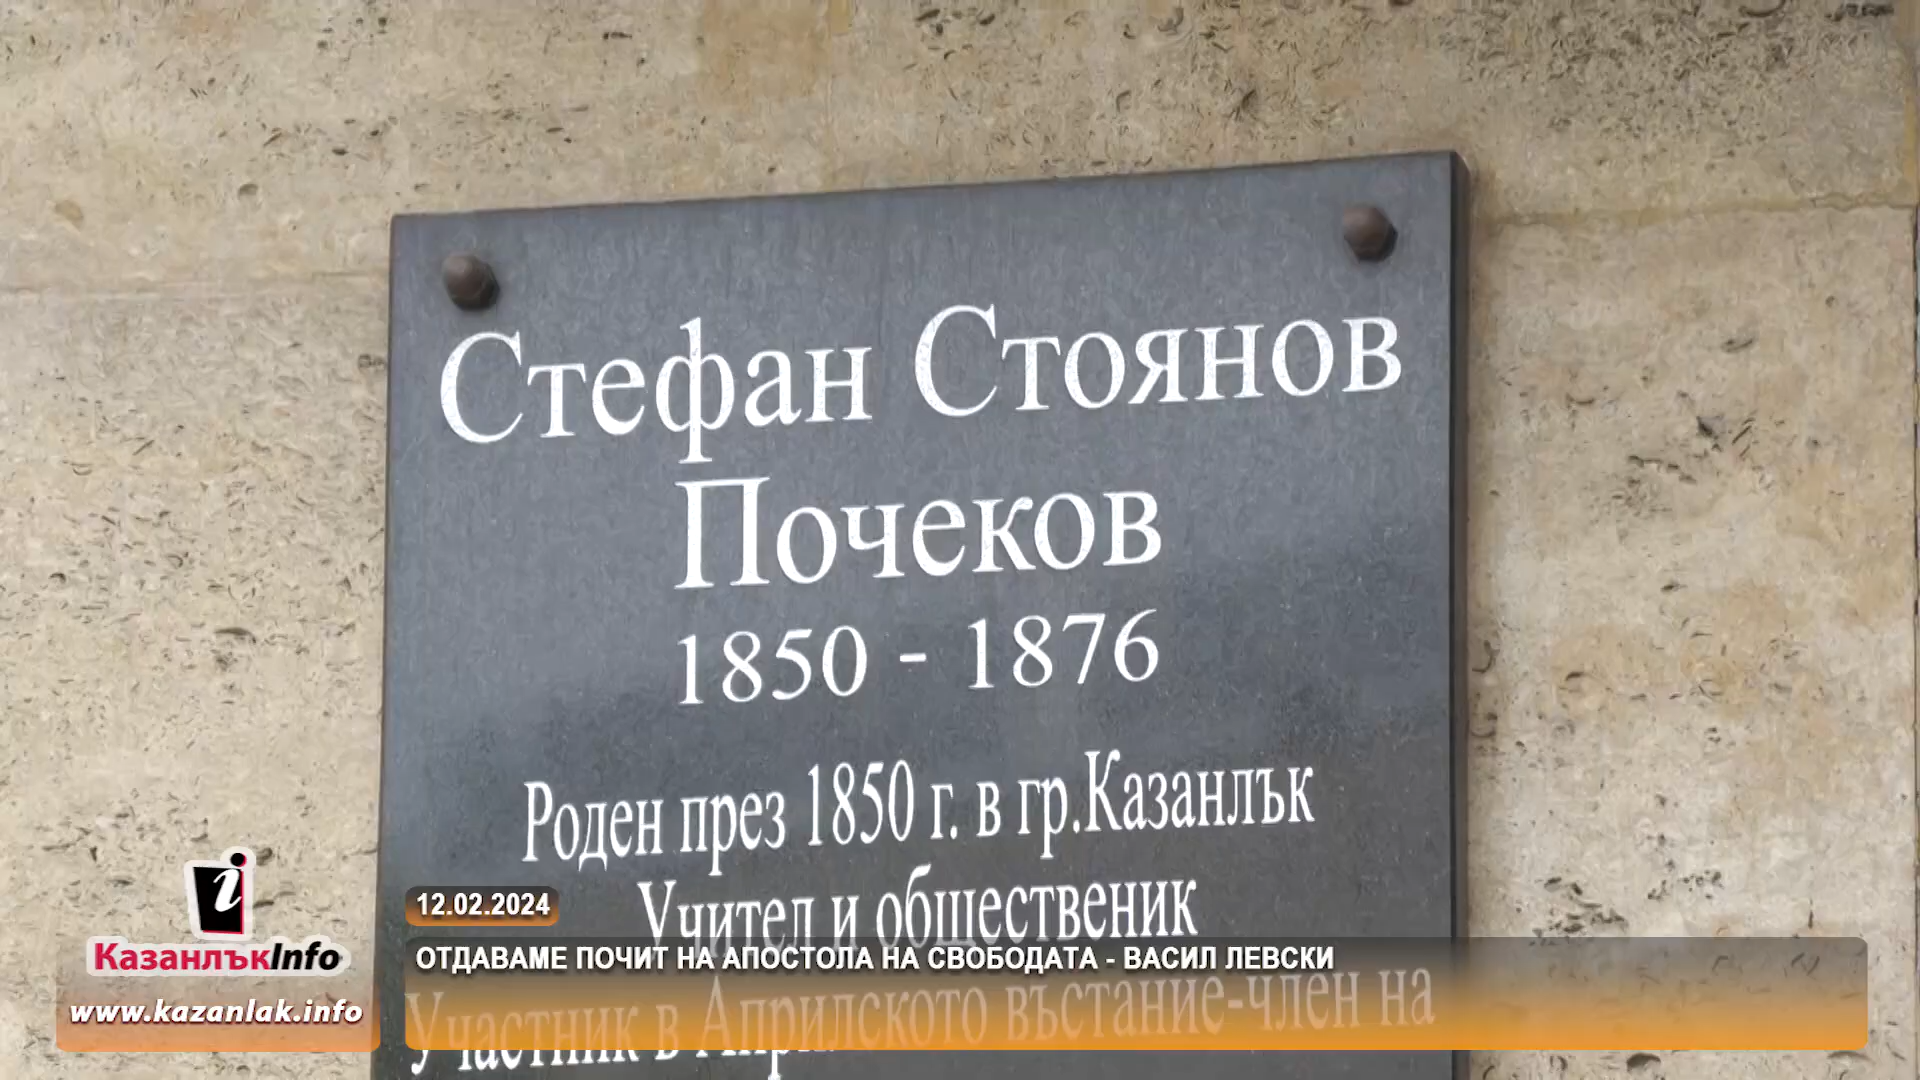 Стефан Стоянов
Почеков
1850 - 1876
Роден през 1850 г. в гр.Казанлък
Учител и общественик
Участник в Априлското въстание-член на
12.02.2024
ОТДАВАМЕ ПОЧИТ НА АПОСТОЛА НА СВОБОДАТА - ВАСИЛ ЛЕВСКИ
i
КазанлъкInfo
www.kazanlak.info